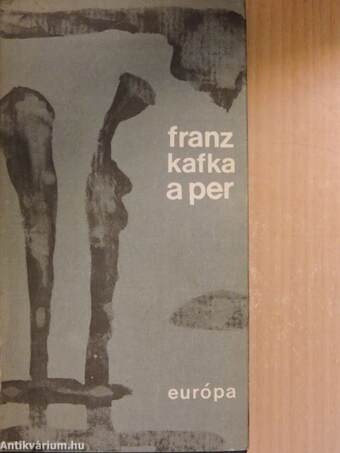 franz
kafka
a per
európa
Antikvárium.hu